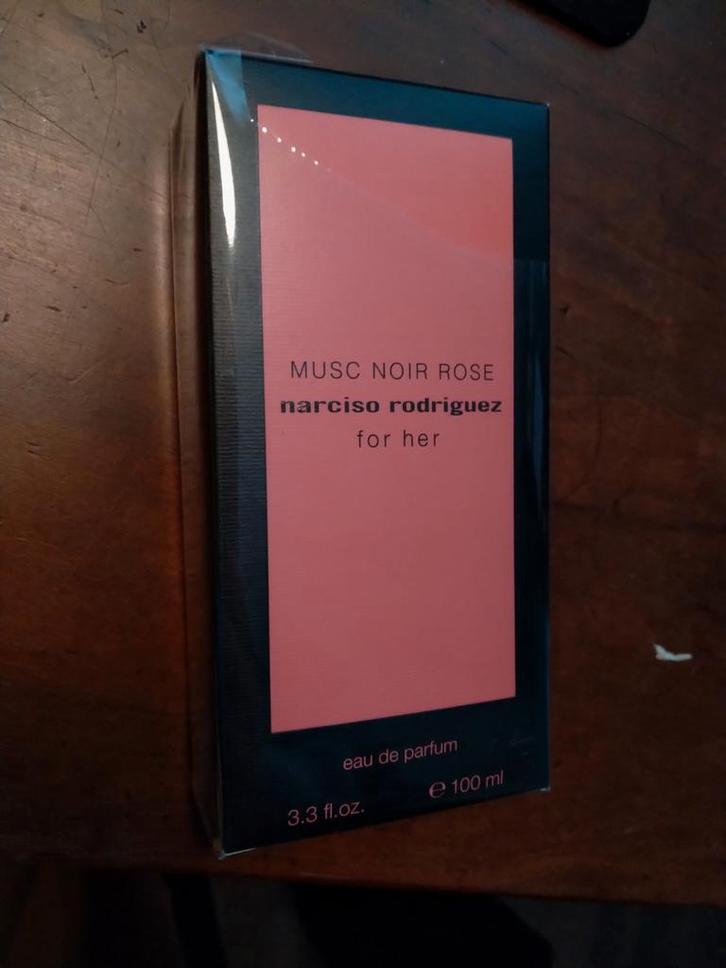 MUSC NOIR ROSE
narciso rodriguez
for her
eau de parfum
3.3 fl.oz. ℮ 100 ml